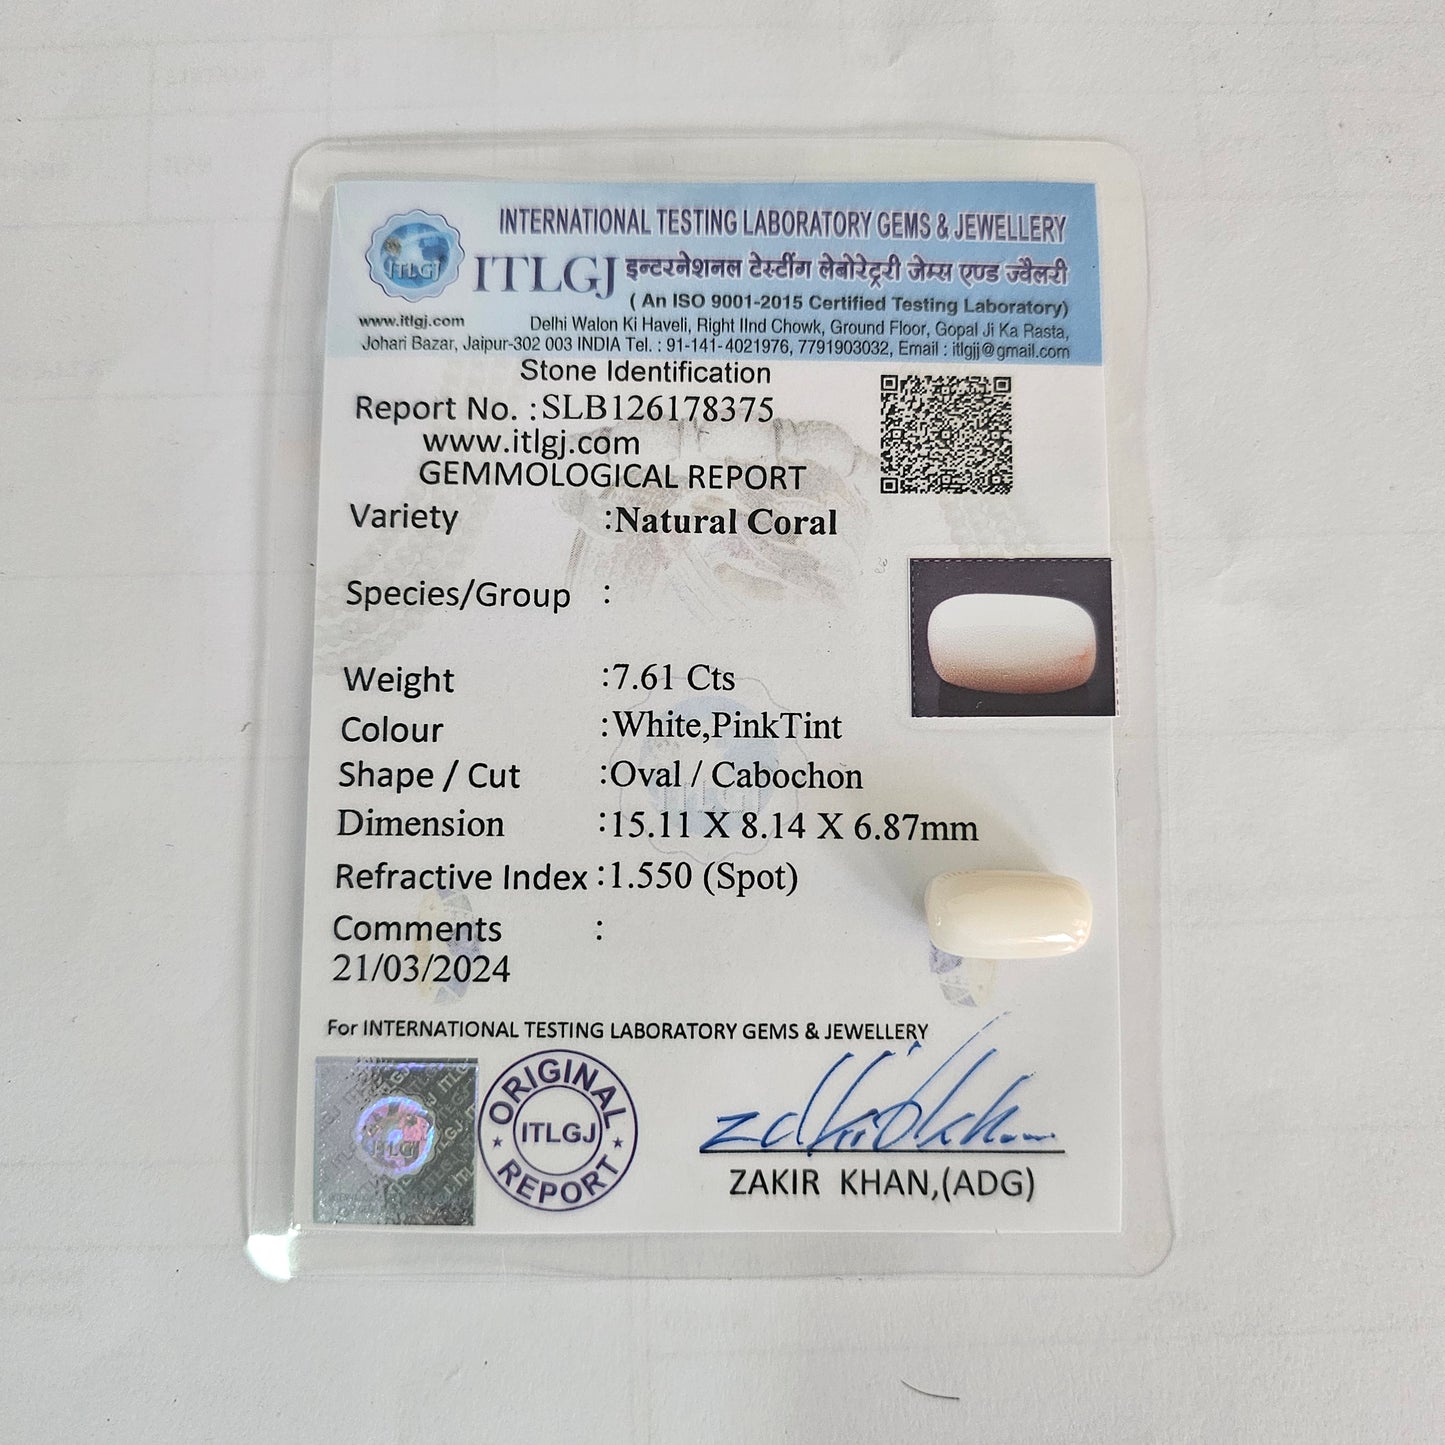 INTERNATIONAL TESTING LABORATORY GEMS & JEWELLERY
ITLGJ
ITLGJ इन्टरनेशनल टेस्टींग लेबोरेट्ररी जेम्स एण्ड ज्वैलरी
( An ISO 9001-2015 Certified Testing Laboratory)
www.itlgj.com Delhi Walon Ki Haveli, Right IInd Chowk, Ground Floor, Gopal Ji Ka Rasta,
Johari Bazar, Jaipur-302 003 INDIA Tel. : 91-141-4021976, 7791903032, Email : itlgjj@gmail.com
Stone Identification
Report No. :SLB126178375
www.itlgj.com
GEMMOLOGICAL REPORT
Variety :Natural Coral
Species/Group :
Weight :7.61 Cts
Colour :White,PinkTint
Shape / Cut :Oval / Cabochon
Dimension :15.11 X 8.14 X 6.87mm
Refractive Index :1.550 (Spot)
Comments :
21/03/2024
For INTERNATIONAL TESTING LABORATORY GEMS & JEWELLERY
ORIGINAL
ITLGJ
REPORT
ITLGJ
ZAKIR KHAN,(ADG)